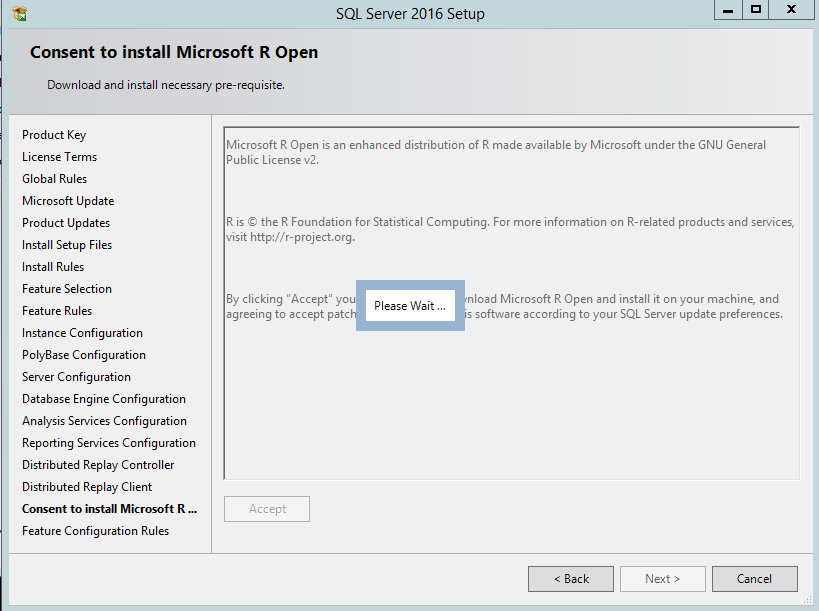 SQL Server 2016 Setup
Consent to install Microsoft R Open
Download and install necessary pre-requisite.
Product Key
License Terms
Global Rules
Microsoft Update
Product Updates
Install Setup Files
Install Rules
Feature Selection
Feature Rules
Instance Configuration
PolyBase Configuration
Server Configuration
Database Engine Configuration
Analysis Services Configuration
Reporting Services Configuration
Distributed Replay Controller
Distributed Replay Client
Consent to install Microsoft R ...
Feature Configuration Rules
Microsoft R Open is an enhanced distribution of R made available by Microsoft under the GNU General
Public License v2.
R is © the R Foundation for Statistical Computing. For more information on R-related products and services,
visit http://r-project.org.
By clicking "Accept" you Microsoft R Open and install it on your machine, and
agreeing to accept software according to your SQL Server update preferences.
Please Wait ...
Accept
< Back
Next >
Cancel